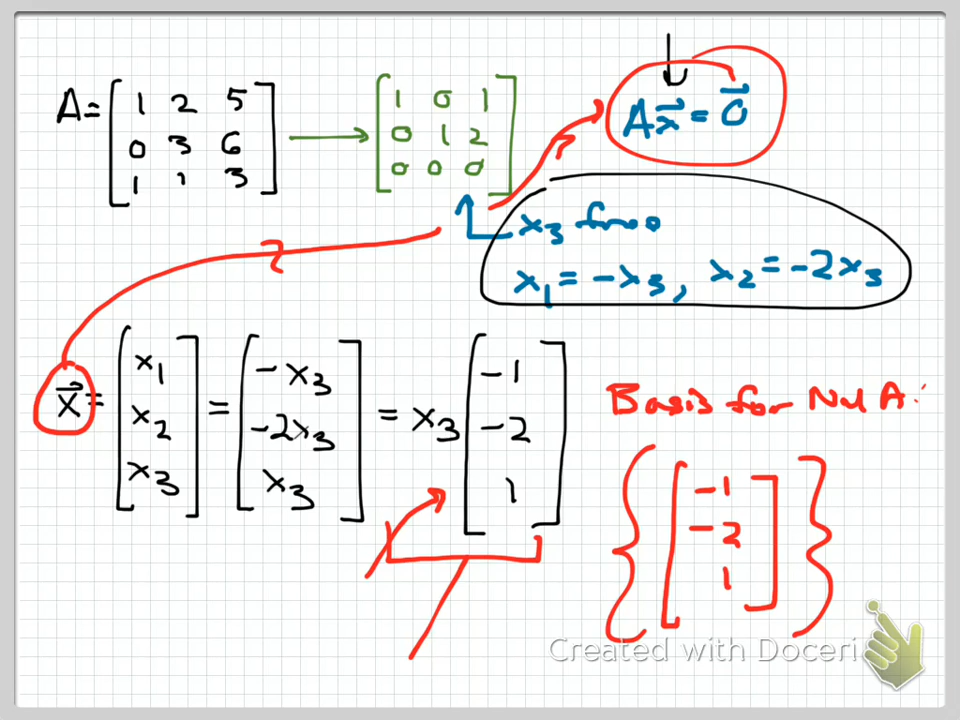 A = [1 2 5; 0 3 6; 1 1 3] → [1 0 1; 0 1 2; 0 0 0]
Ax⃗ = 0⃗
x₃ free
x₁ = -x₃, x₂ = -2x₃
x⃗ = [x₁; x₂; x₃] = [-x₃; -2x₃; x₃] = x₃ [-1; -2; 1]
Basis for Nul A:
{[-1; -2; 1]}
Created with Doceri